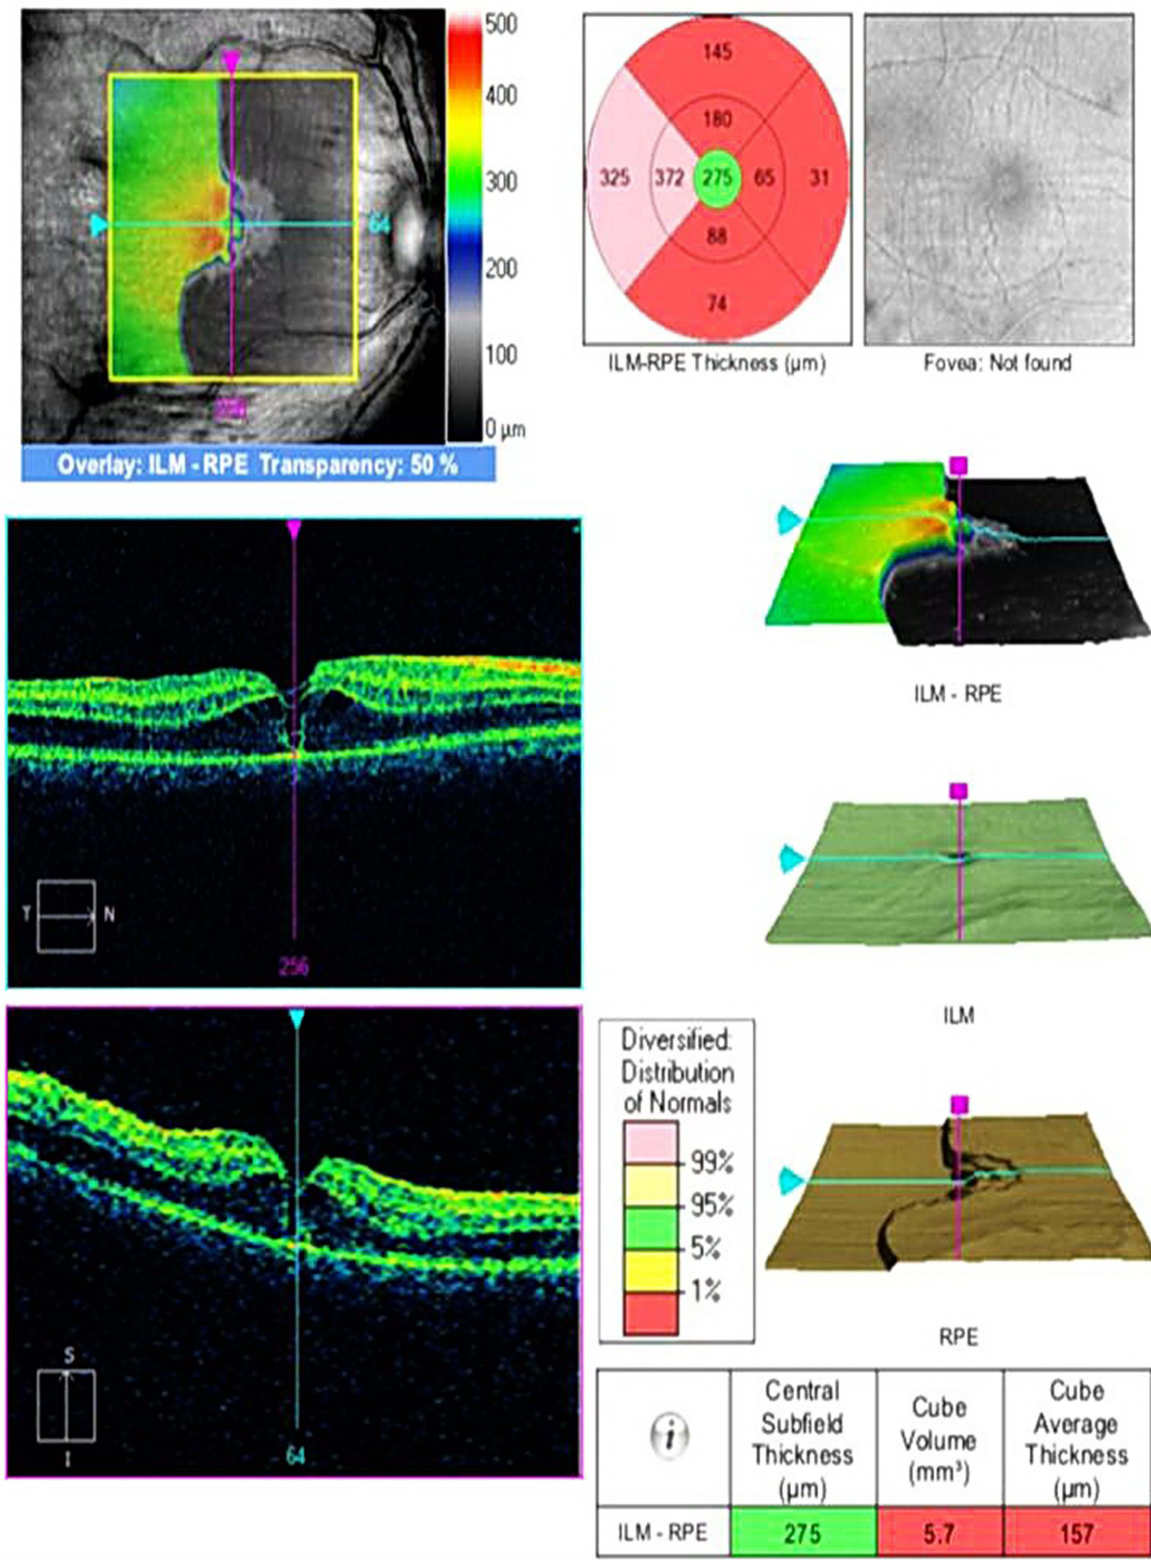 500
400
300
200
100
0 µm
64
Overlay: ILM - RPE Transparency: 50 %
145
180
325 372 275 65 31
88
74
ILM-RPE Thickness (µm)
Fovea: Not found
ILM - RPE
T N
256
ILM
Diversified:
Distribution
of Normals
99%
95%
5%
1%
RPE
S
I
64
Central
Subfield
Thickness
(µm)
Cube
Volume
(mm³)
Cube
Average
Thickness
(µm)
i
ILM - RPE 275 5.7 157